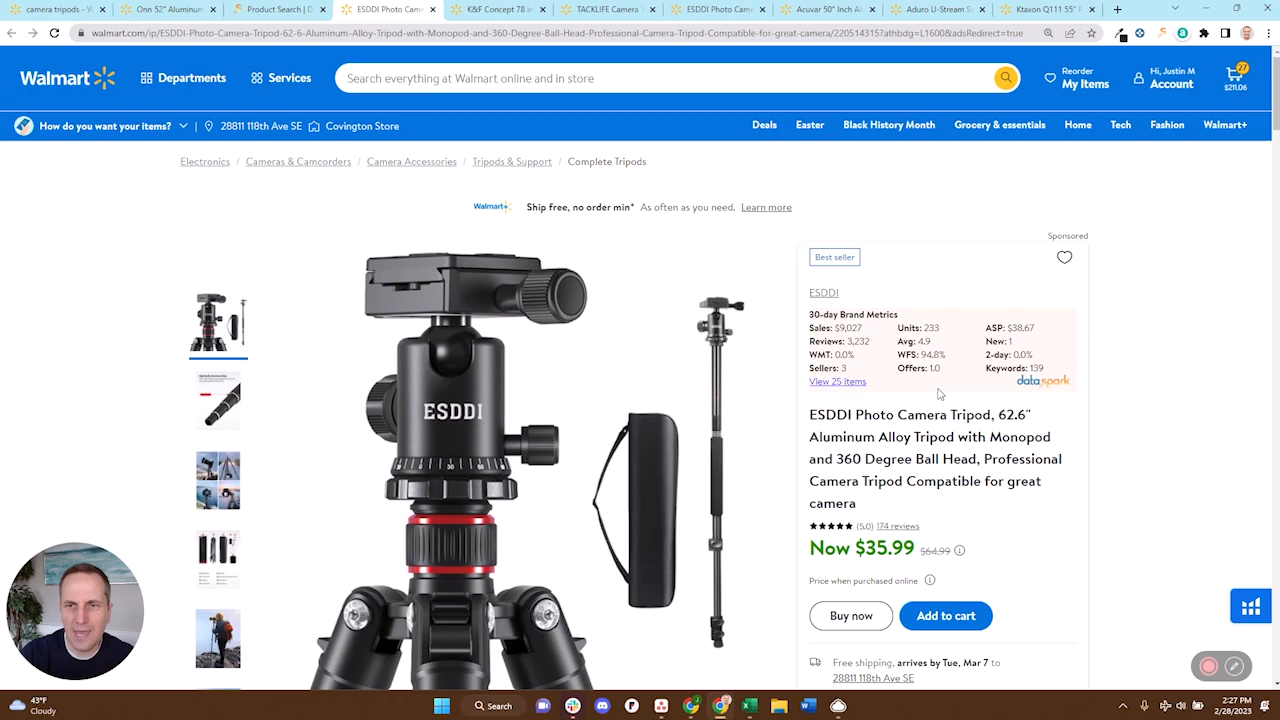 camera tripods - W
Onn 52" Aluminum
Product Search | Da
ESDDI Photo Came
K&F Concept 78 in
TACKLIFE Camera T
ESDDI Photo Came
Acuvar 50" Inch Al
Aduro U-Stream S
Ktaxon Q111 55" P
walmart.com/ip/ESDDI-Photo-Camera-Tripod-62-6-Aluminum-Alloy-Tripod-with-Monopod-and-360-Degree-Ball-Head-Professional-Camera-Tripod-Compatible-for-great-camera/220514315?athbdg=L1600&adsRedirect=true
Walmart
Departments
Services
Search everything at Walmart online and in store
Reorder
My Items
Hi, Justin M
Account
27
$211.06
How do you want your items?
28811 118th Ave SE
Covington Store
Deals
Easter
Black History Month
Grocery & essentials
Home
Tech
Fashion
Walmart+
Electronics / Cameras & Camcorders / Camera Accessories / Tripods & Support / Complete Tripods
Walmart+ Ship free, no order min* As often as you need. Learn more
Sponsored
Best seller
ESDDI
30-day Brand Metrics
Sales: $9,027 Units: 233 ASP: $38.67
Reviews: 3,232 Avg: 4.9 New: 1
WMT: 0.0% WFS: 94.8% 2-day: 0.0%
Sellers: 3 Offers: 1.0 Keywords: 139
View 25 items
data spark
ESDDI Photo Camera Tripod, 62.6"
Aluminum Alloy Tripod with Monopod
and 360 Degree Ball Head, Professional
Camera Tripod Compatible for great
camera
(5.0) 174 reviews
Now $35.99 $64.99
Price when purchased online
Buy now
Add to cart
Free shipping, arrives by Tue, Mar 7 to
28811 118th Ave SE
ESDDI
43°F
Cloudy
Search
2:27 PM
2/28/2023